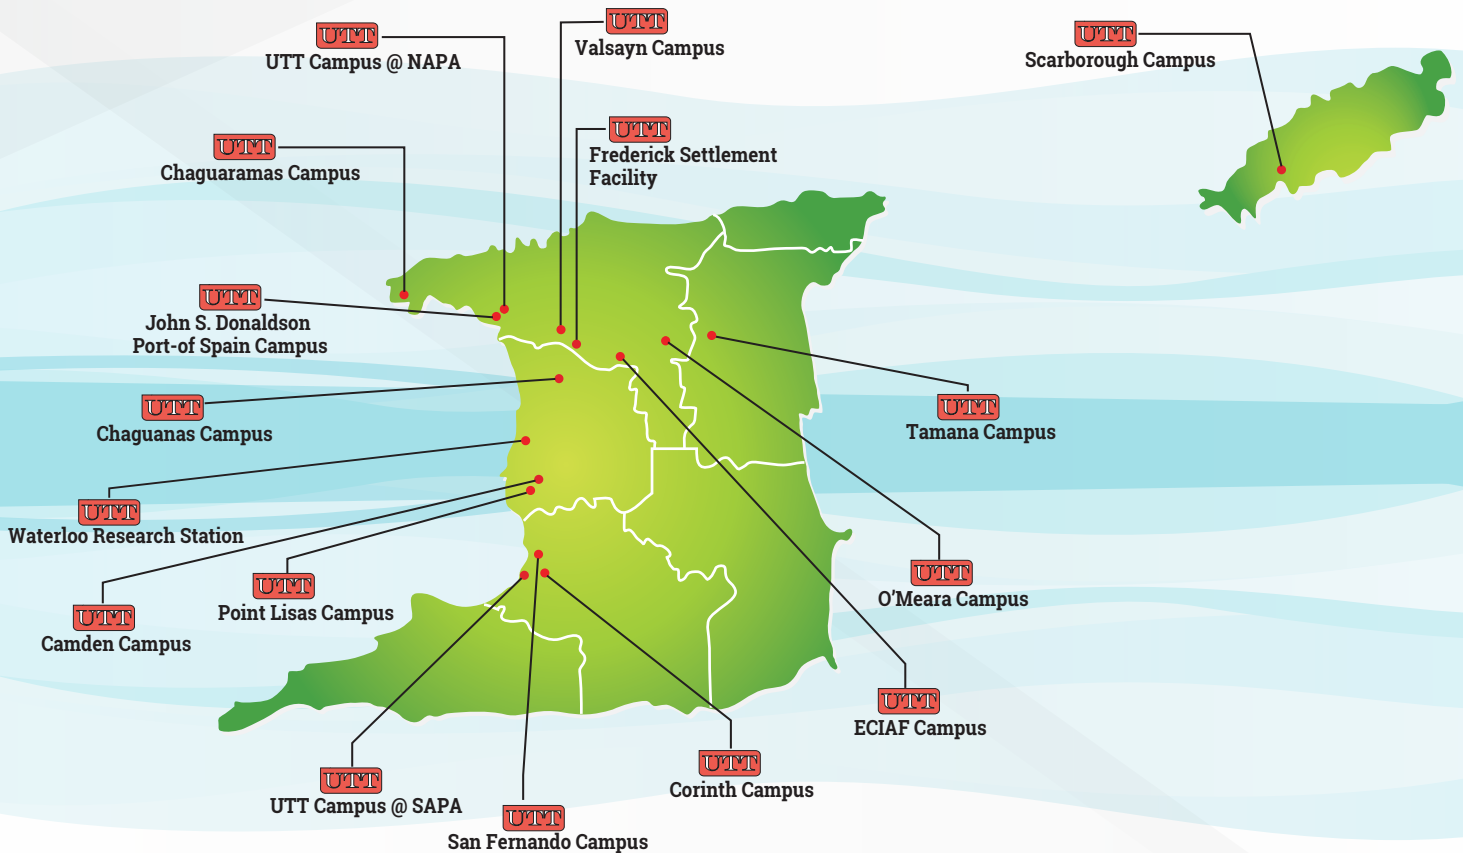 UTT
Valsayn Campus
UTT
UTT Campus @ NAPA
UTT
Scarborough Campus
UTT
Frederick Settlement
Facility
UTT
Chaguaramas Campus
UTT
John S. Donaldson
Port-of Spain Campus
UTT
Chaguanas Campus
UTT
Tamana Campus
UTT
Waterloo Research Station
UTT
Point Lisas Campus
UTT
O’Meara Campus
UTT
Camden Campus
UTT
ECIAF Campus
UTT
Corinth Campus
UTT
UTT Campus @ SAPA
UTT
San Fernando Campus